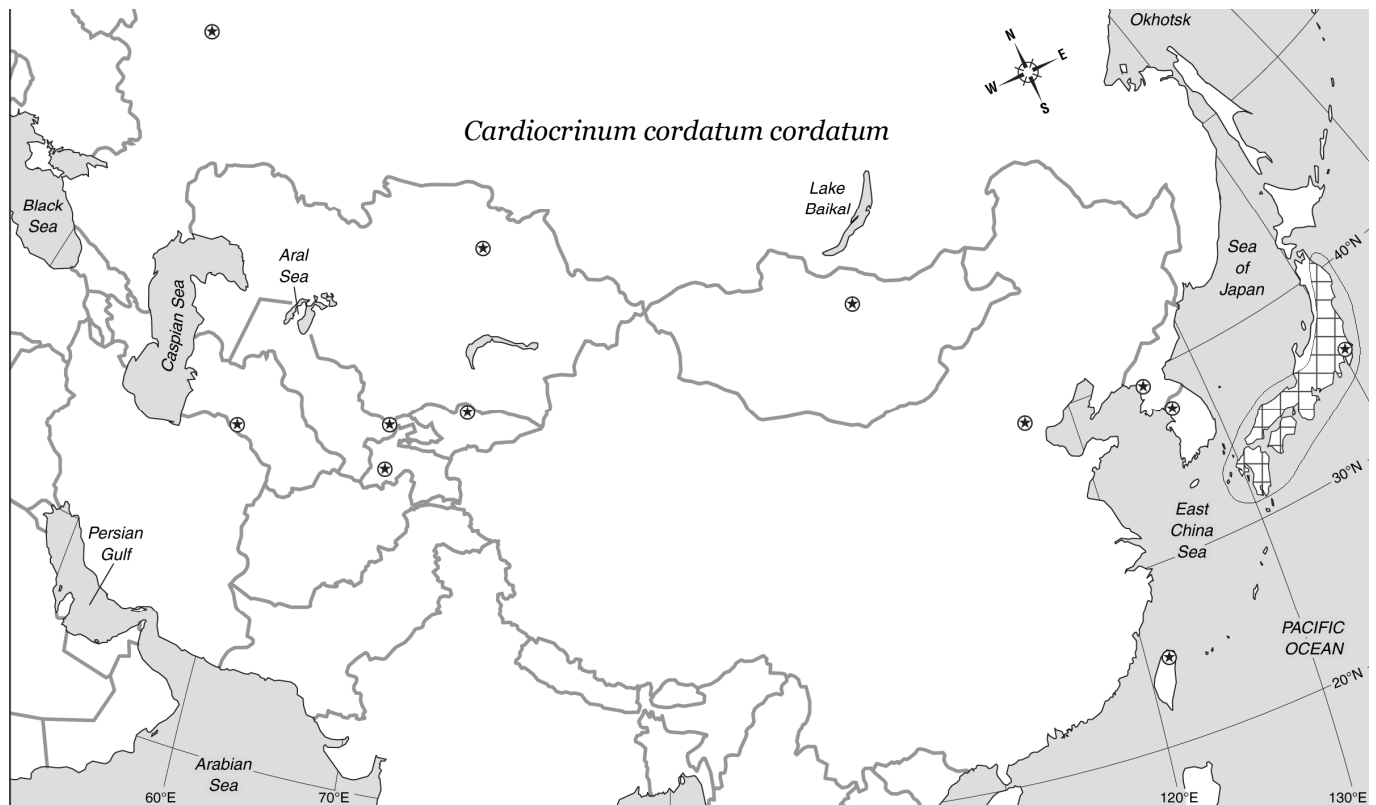 Okhotsk
N
E
W
S
Cardiocrinum cordatum cordatum
Lake
Baikal
Black
Sea
Aral
Sea
Caspian Sea
Sea
of
Japan
40°N
30°N
East
China
Sea
Persian
Gulf
PACIFIC
OCEAN
20°N
Arabian
Sea
60°E
70°E
120°E
130°E